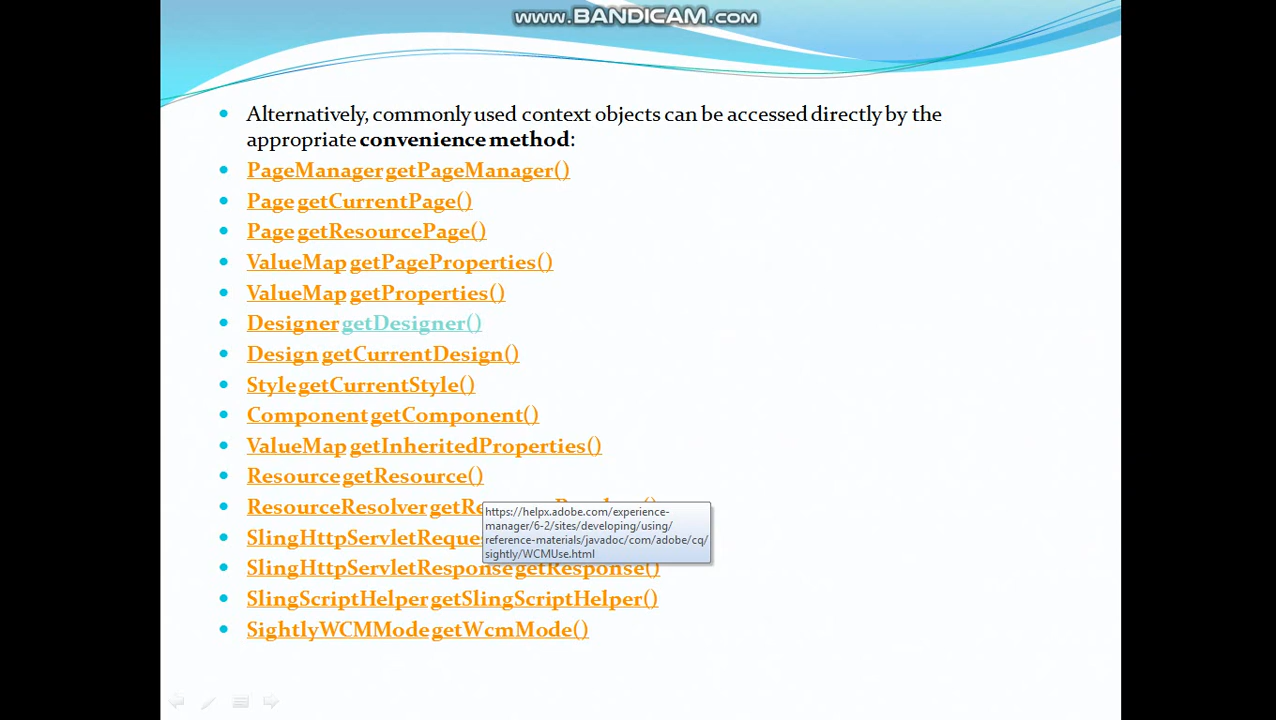 www.BANDICAM.com
Alternatively, commonly used context objects can be accessed directly by the
appropriate convenience method:
PageManager getPageManager()
Page getCurrentPage()
Page getResourcePage()
ValueMap getPageProperties()
ValueMap getProperties()
Designer getDesigner()
Design getCurrentDesign()
Style getCurrentStyle()
Component getComponent()
ValueMap getInheritedProperties()
Resource getResource()
ResourceResolver
https://helpx.adobe.com/experience-
manager/6-2/sites/developing/using/
reference-materials/javadoc/com/adobe/cq/
sightly/WCMUse.html
SlingHttpServletResponse getResponse()
SlingScriptHelper getSlingScriptHelper()
SightlyWCMMode getWcmMode()